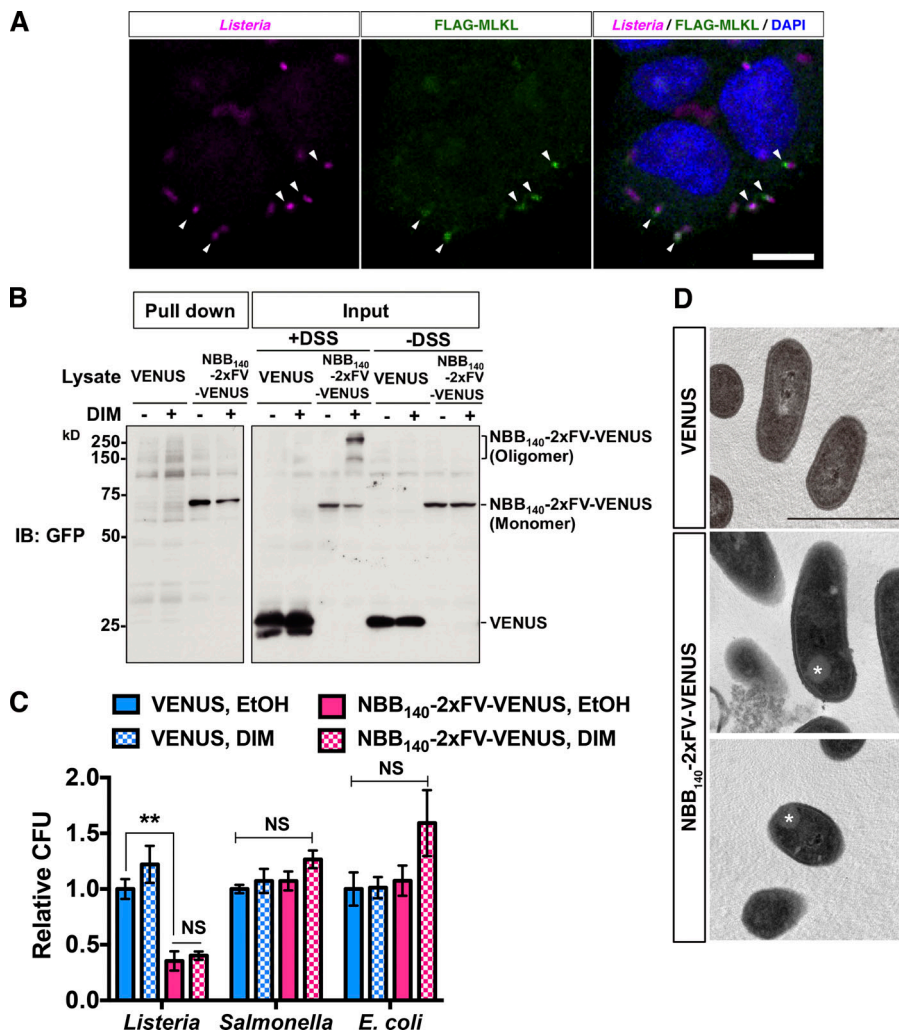 A
Listeria
FLAG-MLKL
Listeria / FLAG-MLKL / DAPI
B
Pull down
Input
+DSS
-DSS
Lysate
VENUS
NBB140
-2xFV
-VENUS
VENUS
NBB140
-2xFV
-VENUS
VENUS
NBB140
-2xFV
-VENUS
DIM
- + - +
- + - + - + - +
kD
250
150
75
50
25
IB: GFP
NBB140-2xFV-VENUS
(Oligomer)
NBB140-2xFV-VENUS
(Monomer)
VENUS
C
VENUS, EtOH
NBB140-2xFV-VENUS, EtOH
VENUS, DIM
NBB140-2xFV-VENUS, DIM
Relative CFU
2.0
1.5
1.0
0.5
0.0
**
NS
NS
NS
Listeria
Salmonella
E. coli
D
VENUS
NBB140-2xFV-VENUS
*
*